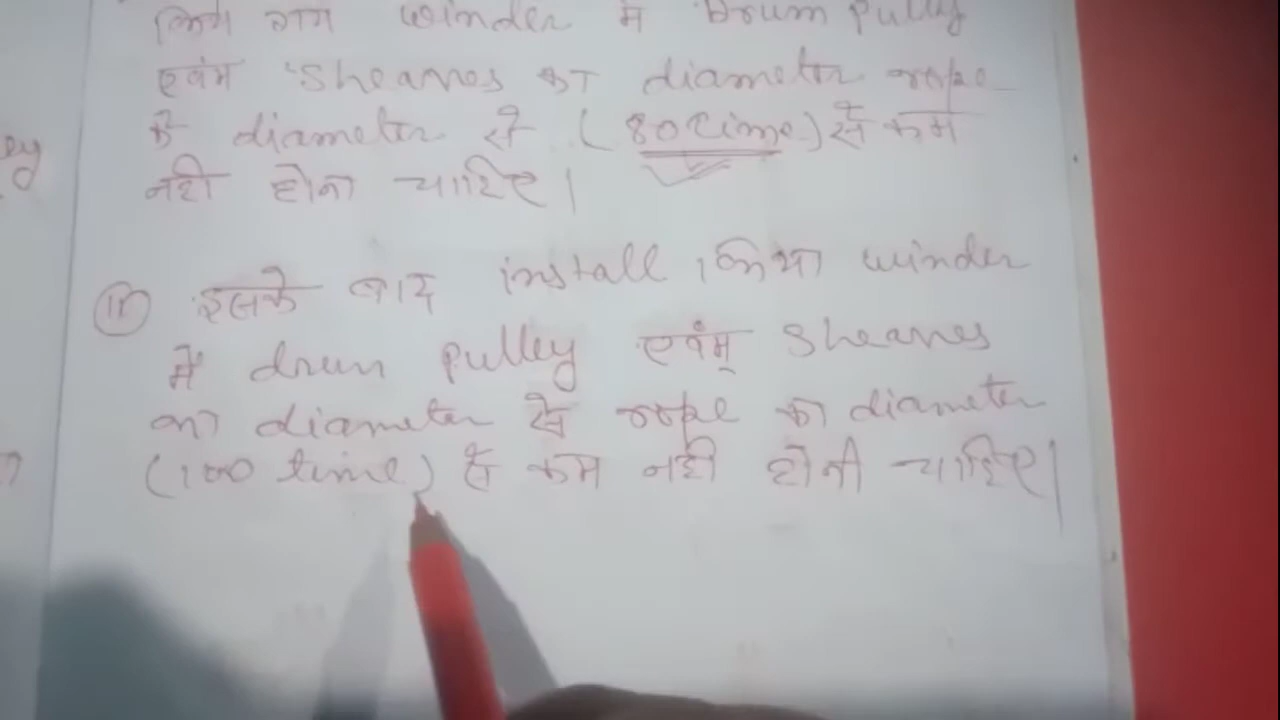 किये गये winder में Drum pulley
एवंम Sheaves का diameter rope
के diameter से (80 time) से कम
नही होना चाहिए।
(ii) इसके बाद install किया winder
में drum pulley एवंम् Sheaves
का diameter से rope का diameter
(100 time) से कम नही होनी चाहिए।